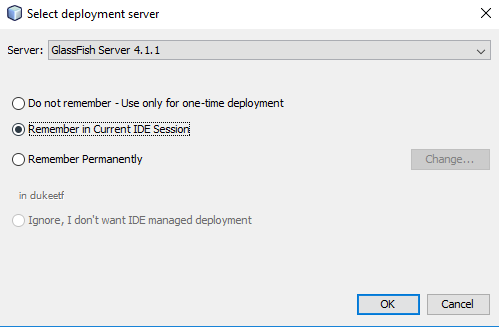 Select deployment server
Server: GlassFish Server 4.1.1
Do not remember - Use only for one-time deployment
Remember in Current IDE Session
Remember Permanently
Change...
in dukeetf
Ignore, I don't want IDE managed deployment
OK
Cancel